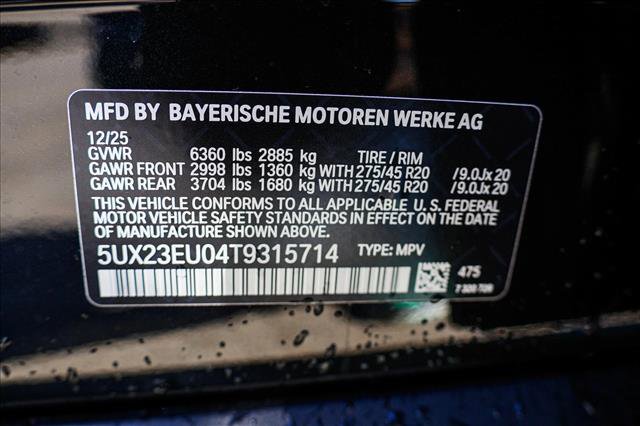 MFD BY BAYERISCHE MOTOREN WERKE AG
12/25
GVWR 6360 lbs 2885 kg TIRE / RIM
GAWR FRONT 2998 lbs 1360 kg WITH 275/45 R20 /9.0Jx20
GAWR REAR 3704 lbs 1680 kg WITH 275/45 R20 /9.0Jx20
THIS VEHICLE CONFORMS TO ALL APPLICABLE U. S. FEDERAL
MOTOR VEHICLE SAFETY STANDARDS IN EFFECT ON THE DATE
OF MANUFACTURE SHOWN ABOVE.
5UX23EU04T9315714 TYPE: MPV
475